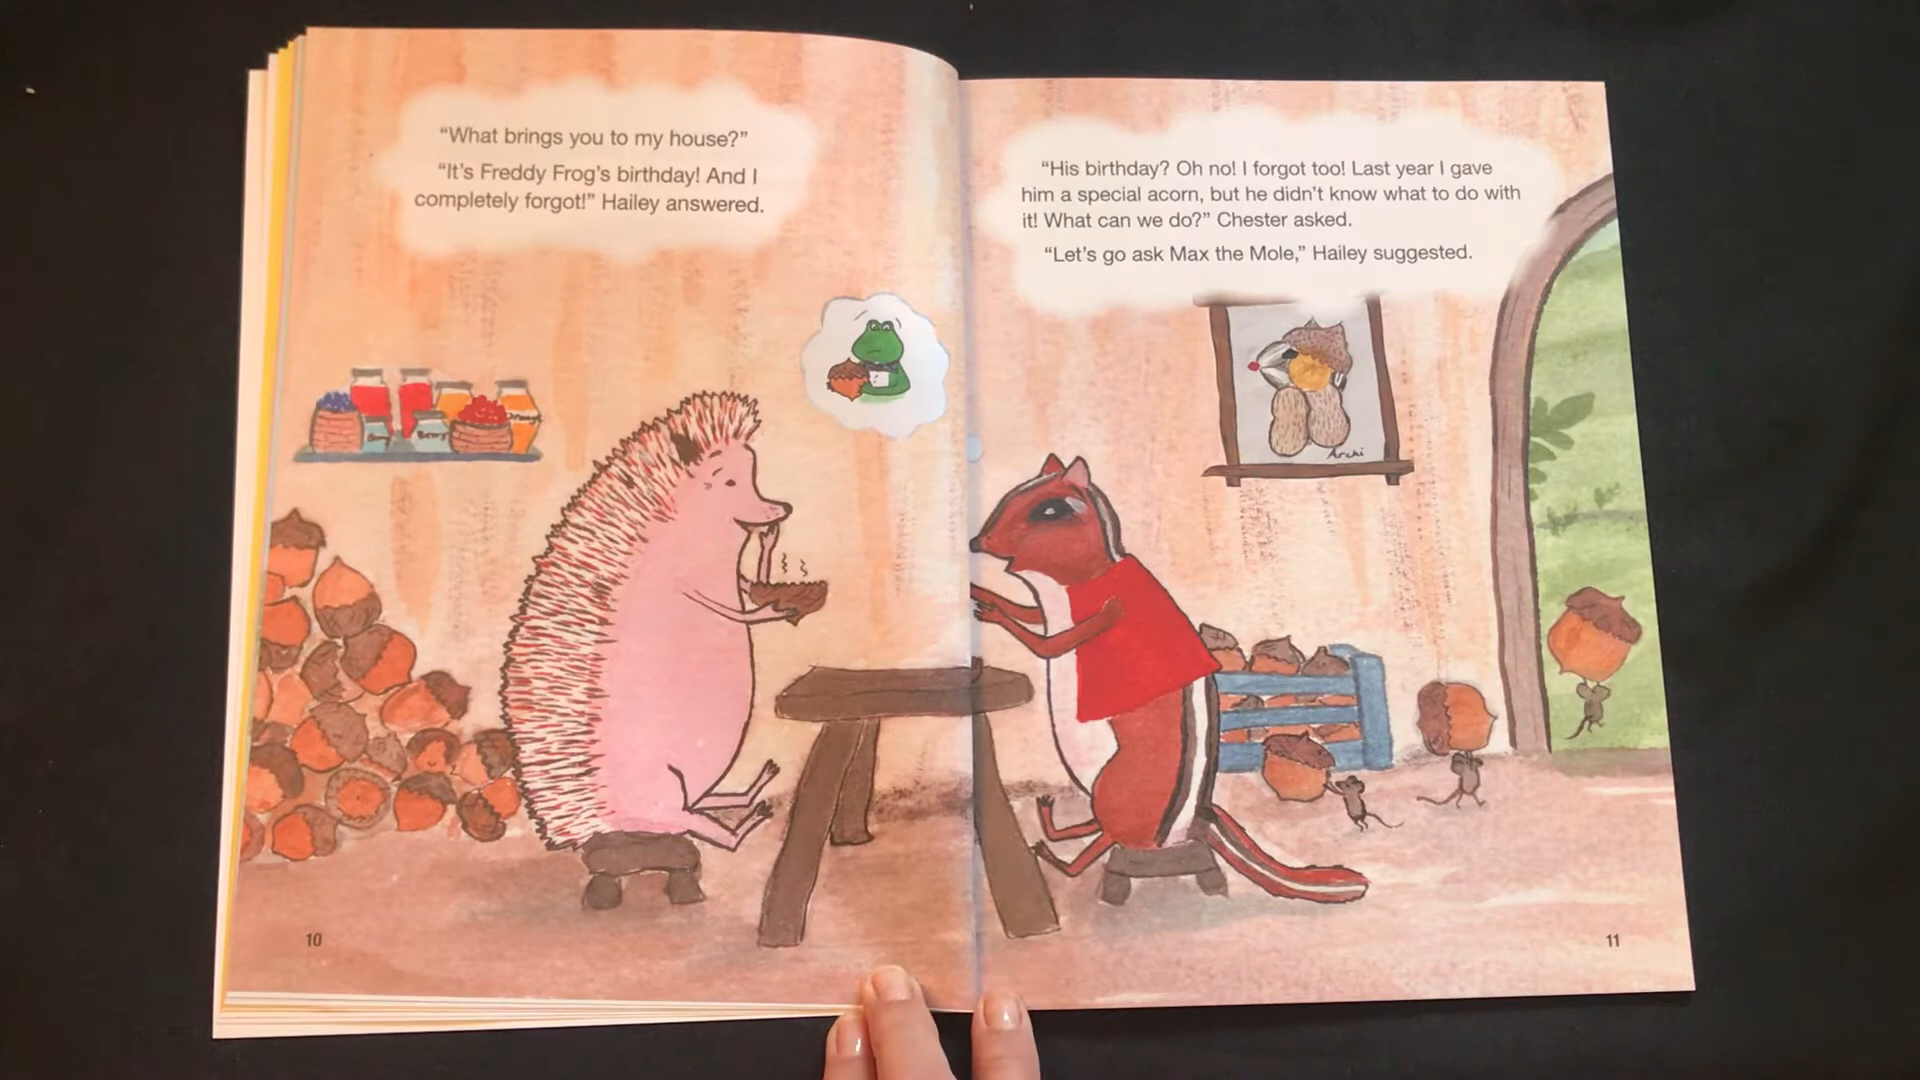 “What brings you to my house?”
“It’s Freddy Frog’s birthday! And I
completely forgot!” Hailey answered.
“His birthday? Oh no! I forgot too! Last year I gave
him a special acorn, but he didn’t know what to do with
it! What can we do?” Chester asked.
“Let’s go ask Max the Mole,” Hailey suggested.
Archi
10
11